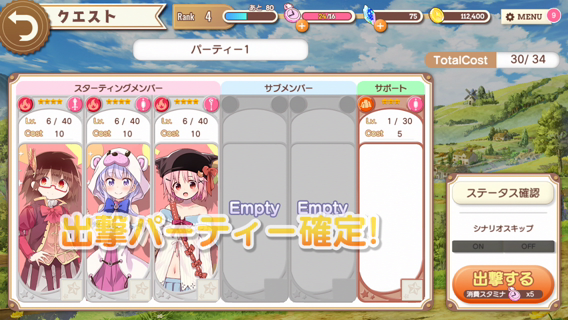 クエスト
Rank 4
あと 80
24/16
75
112,400
MENU
9
パーティー1
TotalCost 30/34
スターティングメンバー
サブメンバー
サポート
Lv. 6/40
Cost 10
Lv. 6/40
Cost 10
Lv. 6/40
Cost 10
Lv. 1/30
Cost 5
Empty
Empty
出撃パーティー確定!
ステータス確認
シナリオスキップ
ON OFF
出撃する
消費スタミナ x5